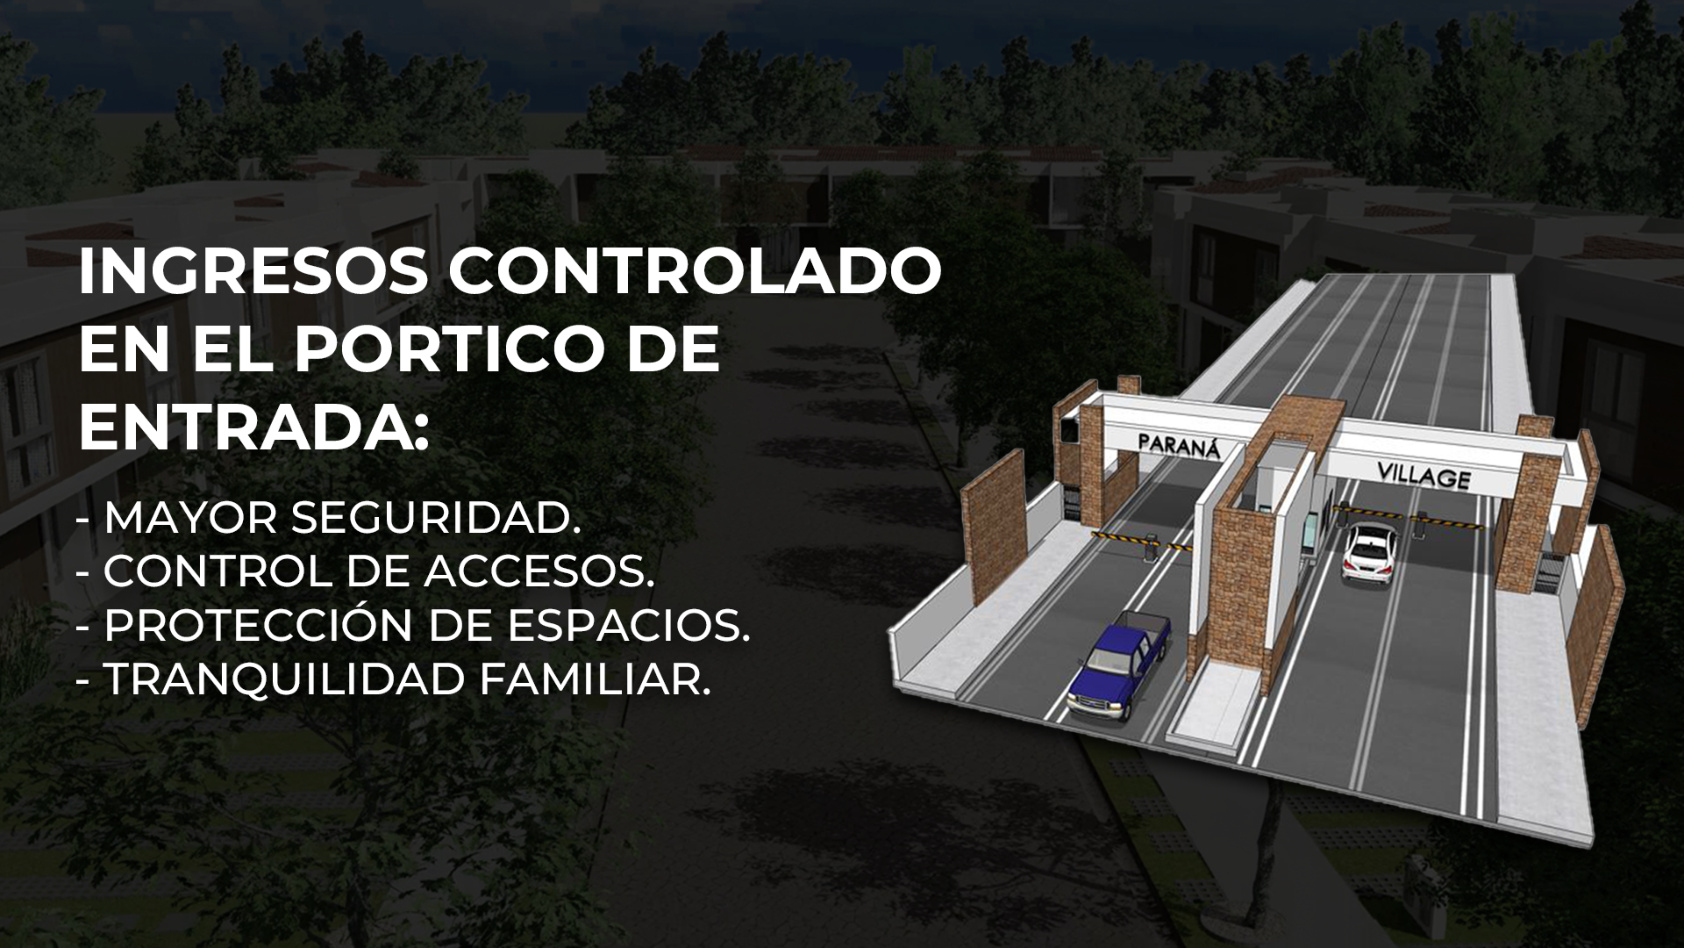 INGRESOS CONTROLADO
EN EL PORTICO DE
ENTRADA:
- MAYOR SEGURIDAD.
- CONTROL DE ACCESOS.
- PROTECCIÓN DE ESPACIOS.
- TRANQUILIDAD FAMILIAR.
PARANÁ
VILLAGE